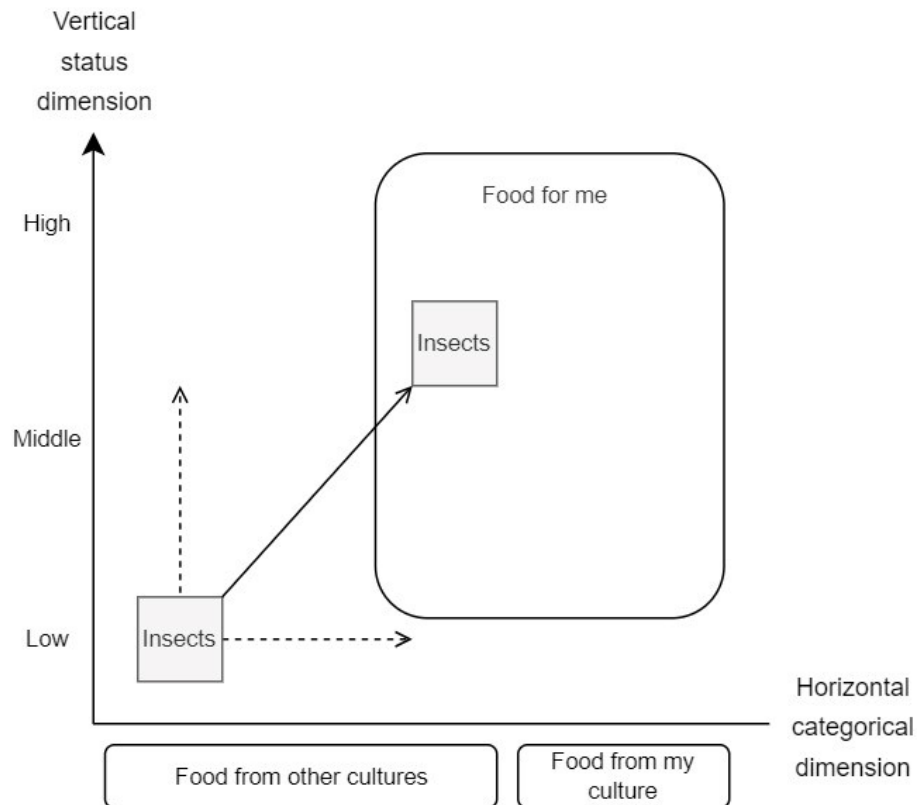 Vertical
status
dimension
High
Food for me
Insects
Middle
Low
Insects
Horizontal
categorical
dimension
Food from other cultures
Food from my
culture